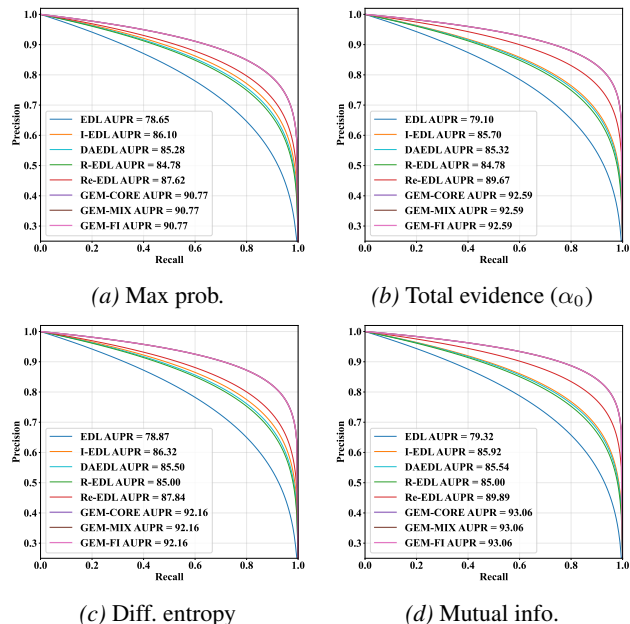 1.0
0.9
0.8
0.7
0.6
0.5
0.4
0.3
Precision
EDL AUPR = 78.65
I-EDL AUPR = 86.10
DAEDL AUPR = 85.28
R-EDL AUPR = 84.78
Re-EDL AUPR = 87.62
GEM-CORE AUPR = 90.77
GEM-MIX AUPR = 90.77
GEM-FI AUPR = 90.77
0.0 0.2 0.4 0.6 0.8 1.0
Recall
(a) Max prob.
1.0
0.9
0.8
0.7
0.6
0.5
0.4
0.3
Precision
EDL AUPR = 79.10
I-EDL AUPR = 85.70
DAEDL AUPR = 85.32
R-EDL AUPR = 84.78
Re-EDL AUPR = 89.67
GEM-CORE AUPR = 92.59
GEM-MIX AUPR = 92.59
GEM-FI AUPR = 92.59
0.0 0.2 0.4 0.6 0.8 1.0
Recall
(b) Total evidence (α₀)
1.0
0.9
0.8
0.7
0.6
0.5
0.4
0.3
Precision
EDL AUPR = 78.87
I-EDL AUPR = 86.32
DAEDL AUPR = 85.50
R-EDL AUPR = 85.00
Re-EDL AUPR = 87.84
GEM-CORE AUPR = 92.16
GEM-MIX AUPR = 92.16
GEM-FI AUPR = 92.16
0.0 0.2 0.4 0.6 0.8 1.0
Recall
(c) Diff. entropy
1.0
0.9
0.8
0.7
0.6
0.5
0.4
0.3
Precision
EDL AUPR = 79.32
I-EDL AUPR = 85.92
DAEDL AUPR = 85.54
R-EDL AUPR = 85.00
Re-EDL AUPR = 89.89
GEM-CORE AUPR = 93.06
GEM-MIX AUPR = 93.06
GEM-FI AUPR = 93.06
0.0 0.2 0.4 0.6 0.8 1.0
Recall
(d) Mutual info.